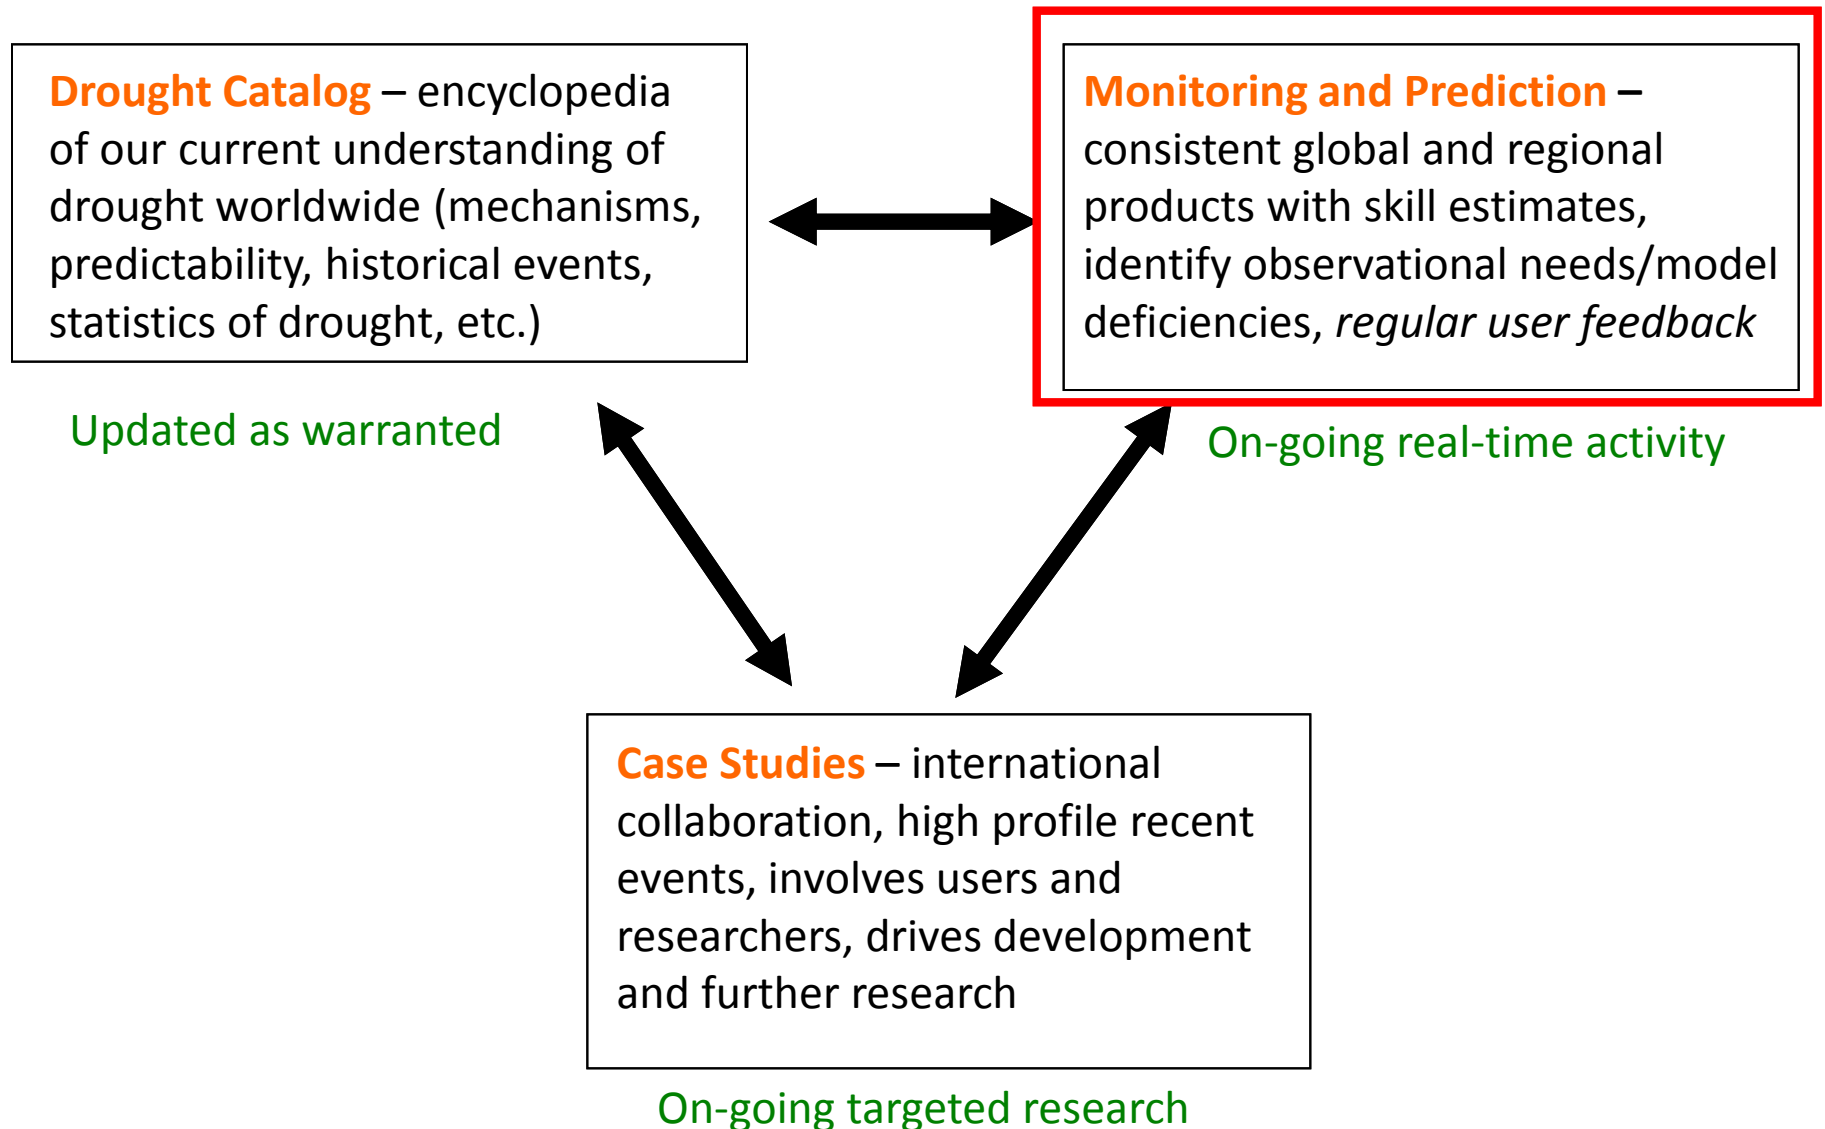 Drought Catalog – encyclopedia
of our current understanding of
drought worldwide (mechanisms,
predictability, historical events,
statistics of drought, etc.)
Updated as warranted
Monitoring and Prediction –
consistent global and regional
products with skill estimates,
identify observational needs/model
deficiencies, regular user feedback
On-going real-time activity
Case Studies – international
collaboration, high profile recent
events, involves users and
researchers, drives development
and further research
On-going targeted research